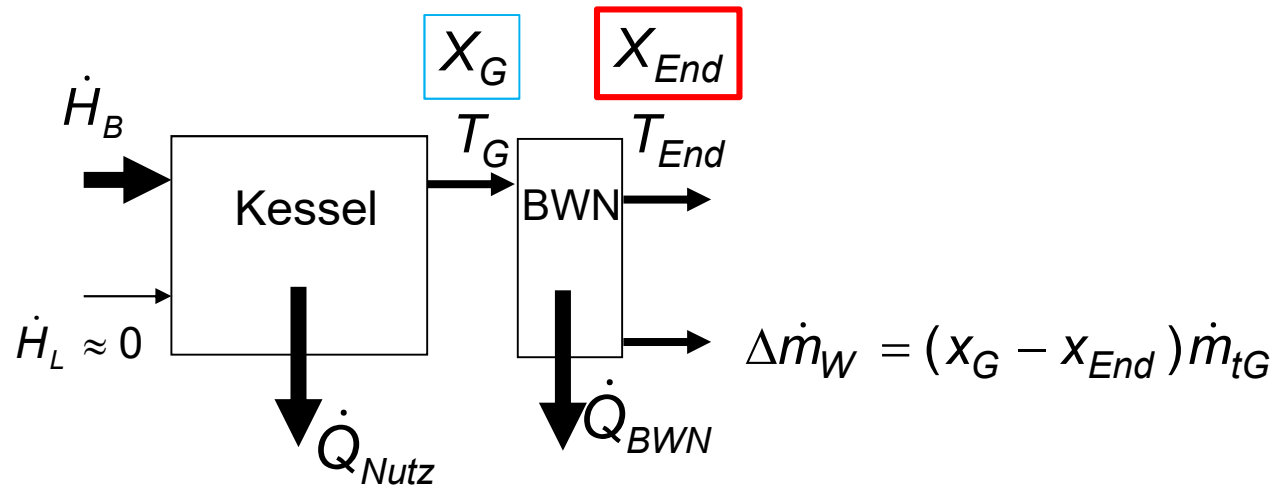 X_G
X_End
Ḣ_B
T_G
T_End
Kessel
BWN
Ḣ_L ≈ 0
Δṁ_W = (x_G − x_End) ṁ_tG
Q̇_Nutz
Q̇_BWN